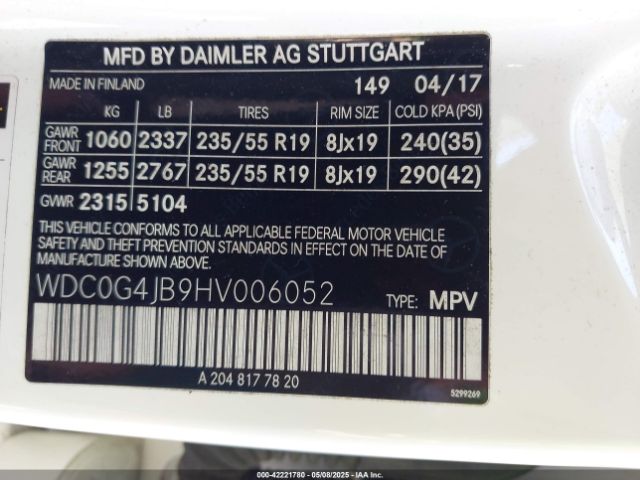 MFD BY DAIMLER AG STUTTGART
MADE IN FINLAND 149 04/17
KG LB TIRES RIM SIZE COLD KPA (PSI)
GAWR FRONT 1060 2337 235/55 R19 8Jx19 240(35)
GAWR REAR 1255 2767 235/55 R19 8Jx19 290(42)
GVWR 2315 5104
THIS VEHICLE CONFORMS TO ALL APPLICABLE FEDERAL MOTOR VEHICLE
SAFETY AND THEFT PREVENTION STANDARDS IN EFFECT ON THE DATE OF
MANUFACTURE SHOWN ABOVE.
WDC0G4JB9HV006052 TYPE: MPV
A 204 817 78 20
5299269
000-42221780 - 05/08/2025 - IAA, Inc.